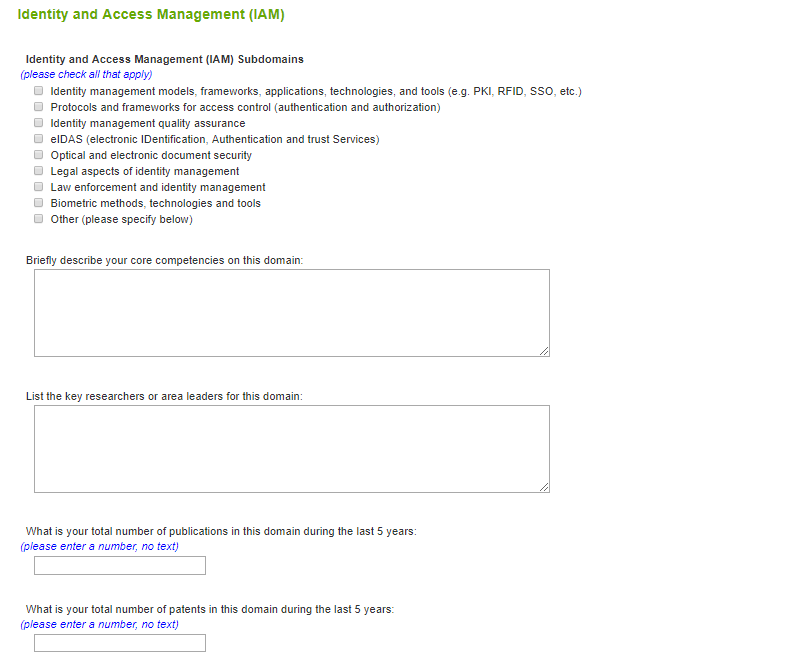 Identity and Access Management (IAM)
Identity and Access Management (IAM) Subdomains
(please check all that apply)
Identity management models, frameworks, applications, technologies, and tools (e.g. PKI, RFID, SSO, etc.)
Protocols and frameworks for access control (authentication and authorization)
Identity management quality assurance
eIDAS (electronic IDentification, Authentication and trust Services)
Optical and electronic document security
Legal aspects of identity management
Law enforcement and identity management
Biometric methods, technologies and tools
Other (please specify below)
Briefly describe your core competencies on this domain:
List the key researchers or area leaders for this domain:
What is your total number of publications in this domain during the last 5 years:
(please enter a number, no text)
What is your total number of patents in this domain during the last 5 years:
(please enter a number, no text)